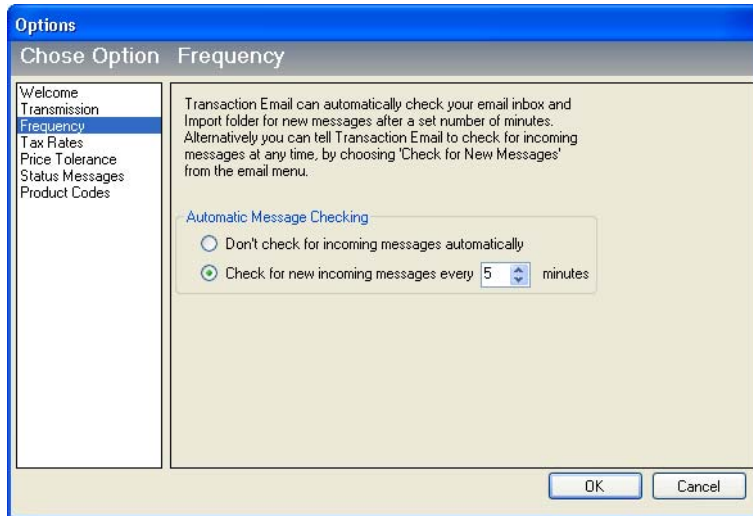 Options
Chose Option Frequency
Welcome
Transmission
Frequency
Tax Rates
Price Tolerance
Status Messages
Product Codes
Transaction Email can automatically check your email inbox and
Import folder for new messages after a set number of minutes.
Alternatively you can tell Transaction Email to check for incoming
messages at any time, by choosing 'Check for New Messages'
from the email menu.
Automatic Message Checking
Don't check for incoming messages automatically
Check for new incoming messages every 5 minutes
OK Cancel